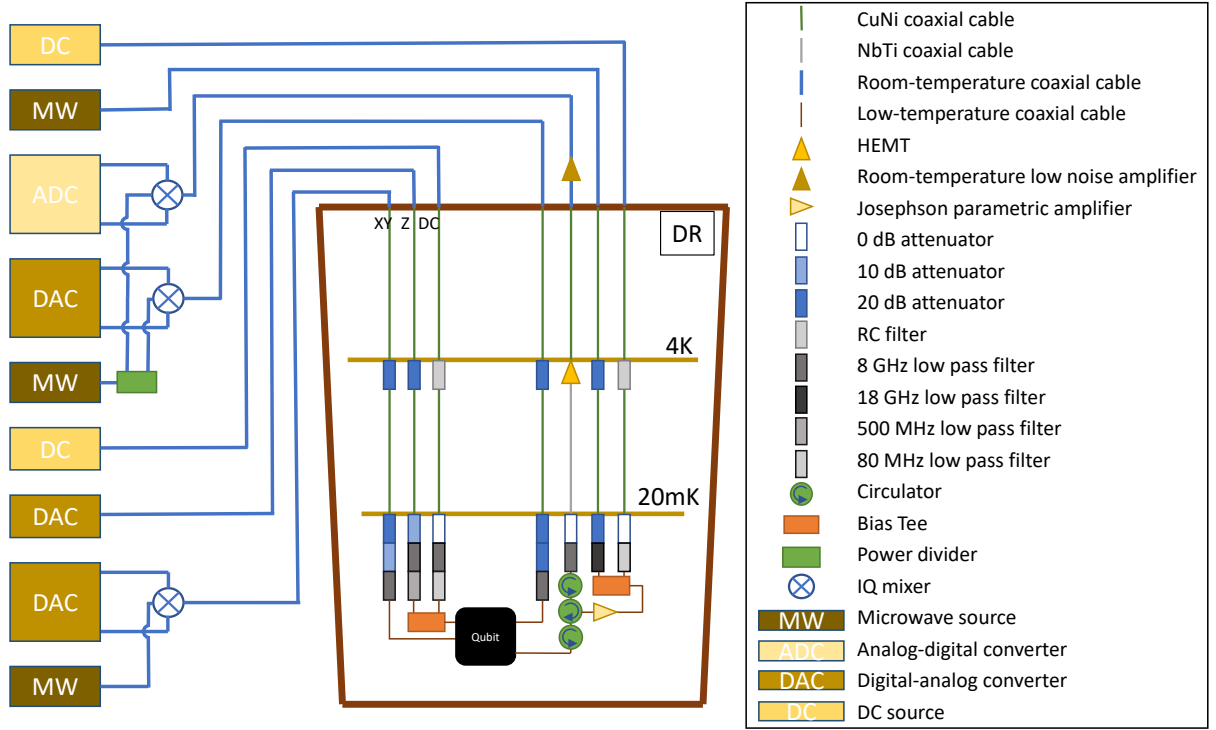 DC
MW
ADC
DAC
MW
DC
DAC
DAC
MW
XY Z DC
DR
4K
20mK
Qubit
CuNi coaxial cable
NbTi coaxial cable
Room-temperature coaxial cable
Low-temperature coaxial cable
HEMT
Room-temperature low noise amplifier
Josephson parametric amplifier
0 dB attenuator
10 dB attenuator
20 dB attenuator
RC filter
8 GHz low pass filter
18 GHz low pass filter
500 MHz low pass filter
80 MHz low pass filter
Circulator
Bias Tee
Power divider
IQ mixer
MW Microwave source
ADC Analog-digital converter
DAC Digital-analog converter
DC DC source